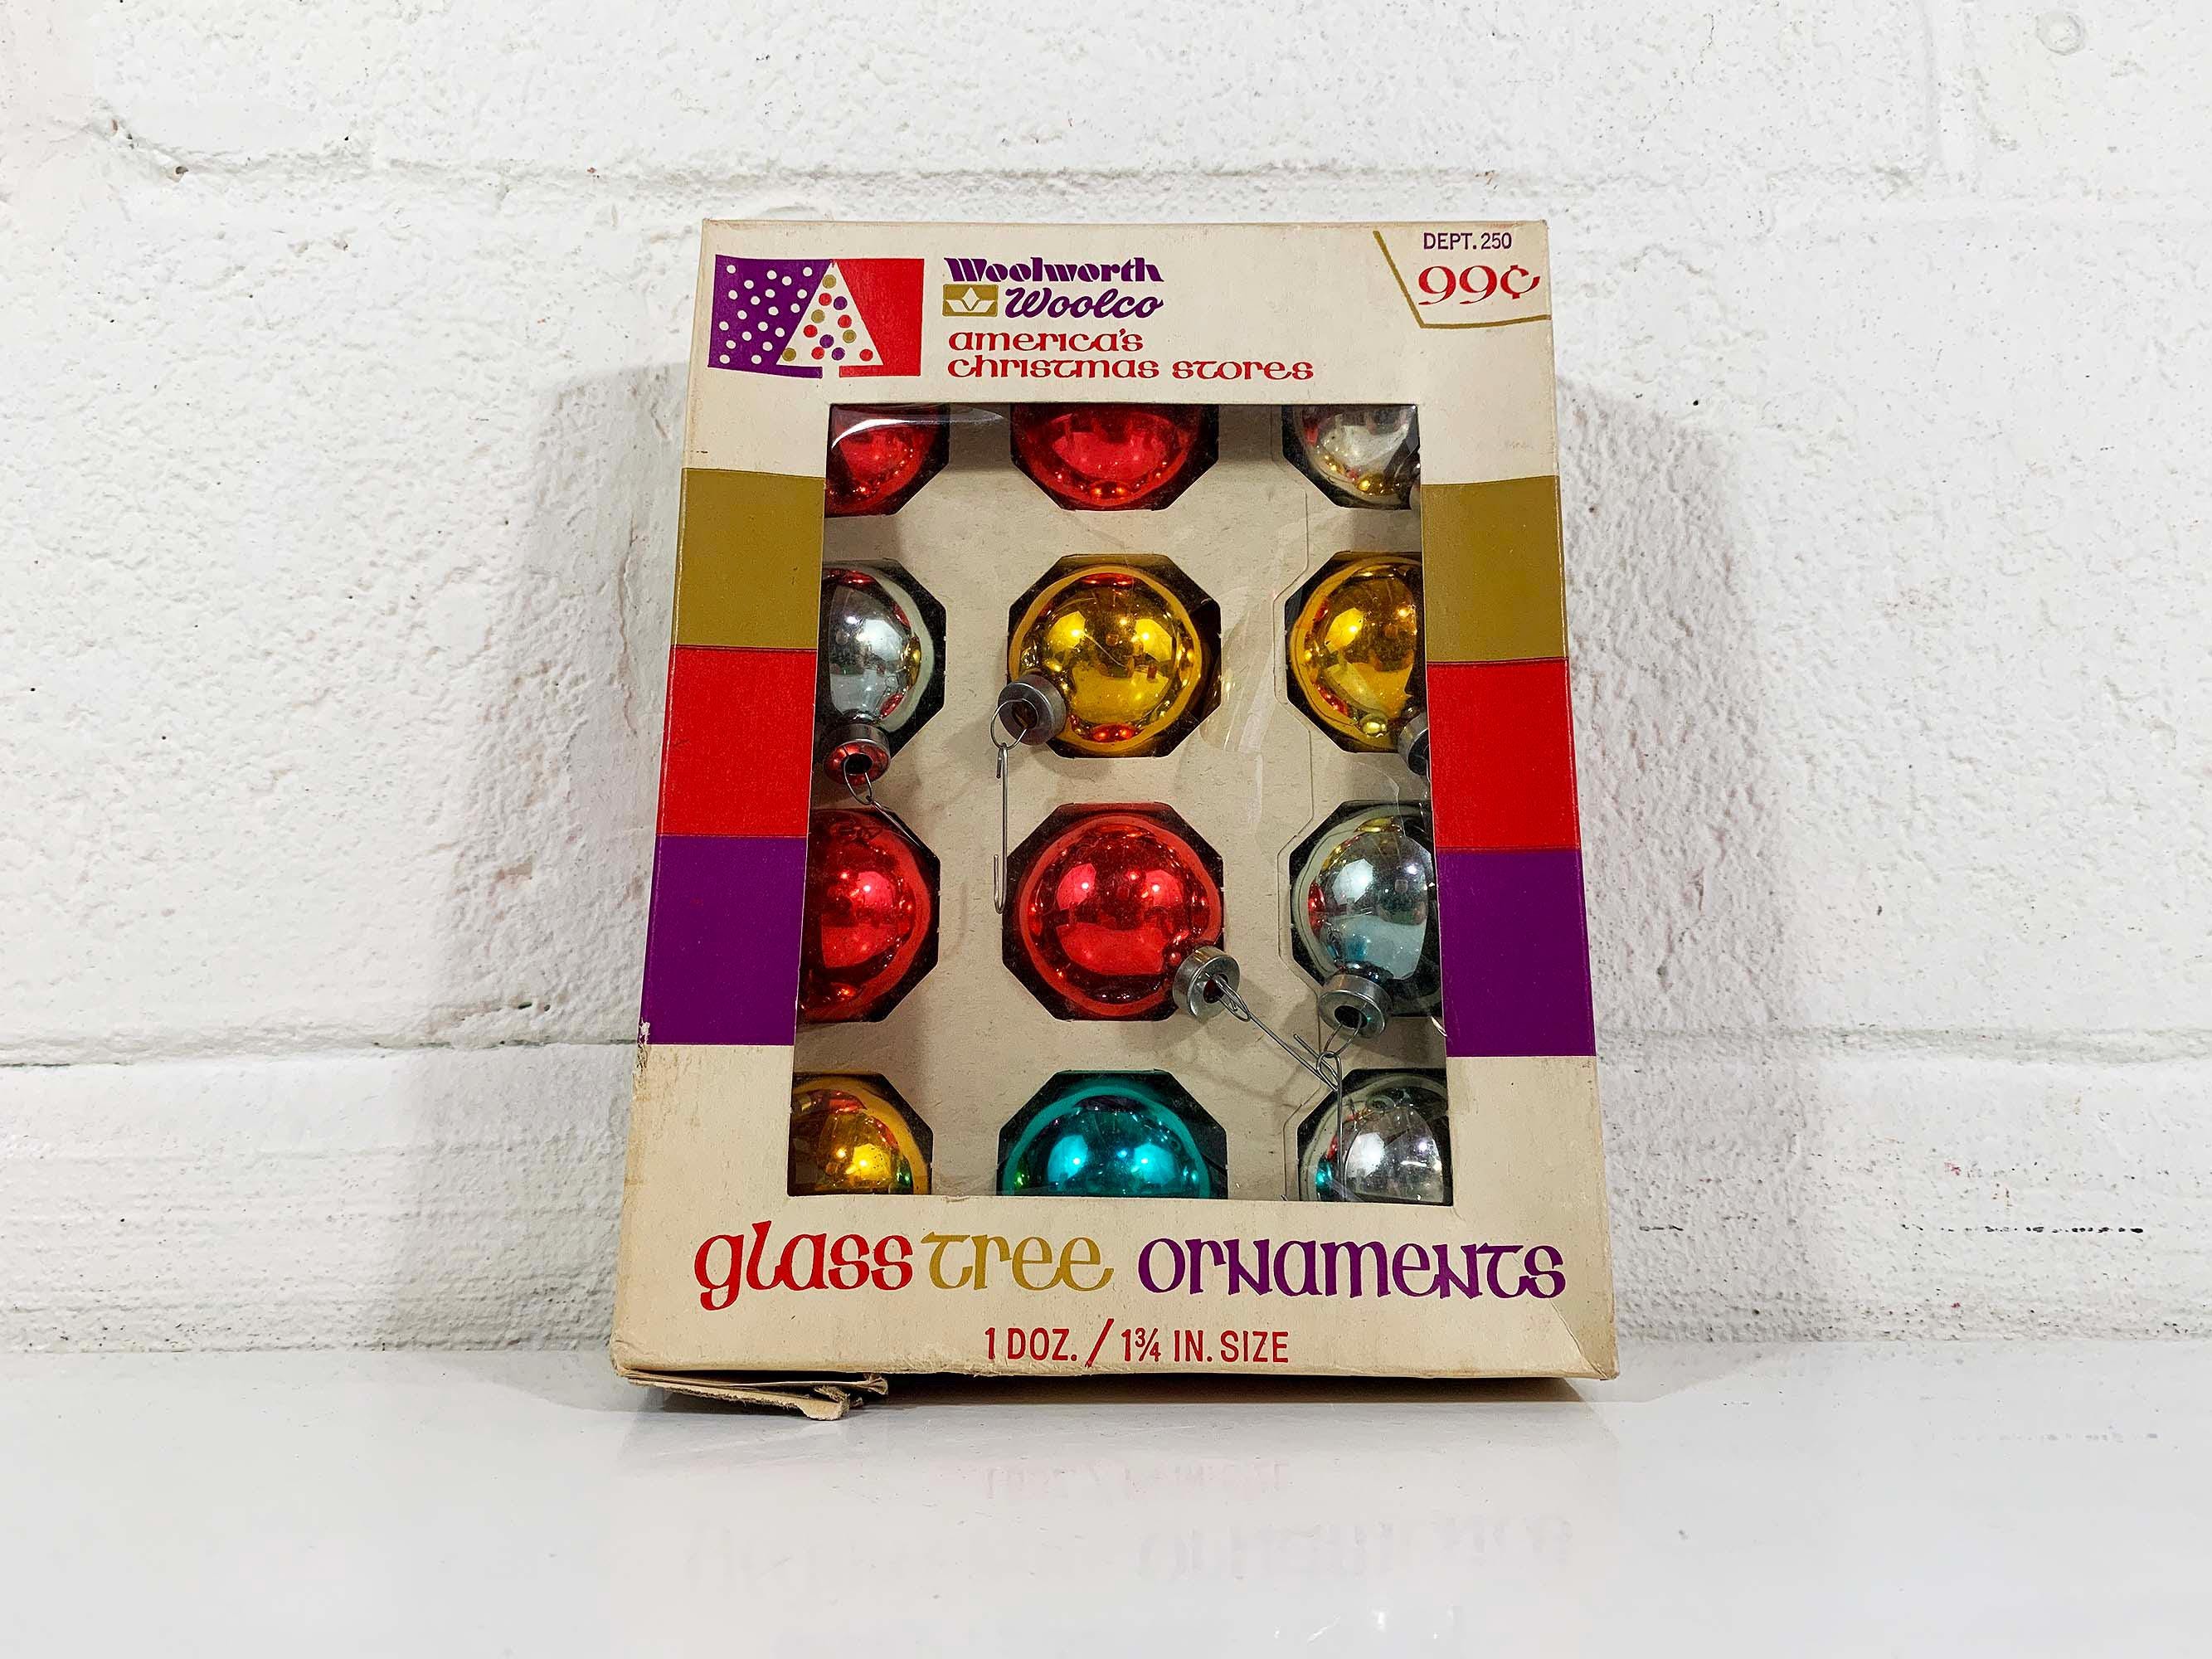 Woolworth
Woolco
america's
christmas stores
DEPT. 250
99¢
glass tree ornaments
1 DOZ. / 1¾ IN. SIZE